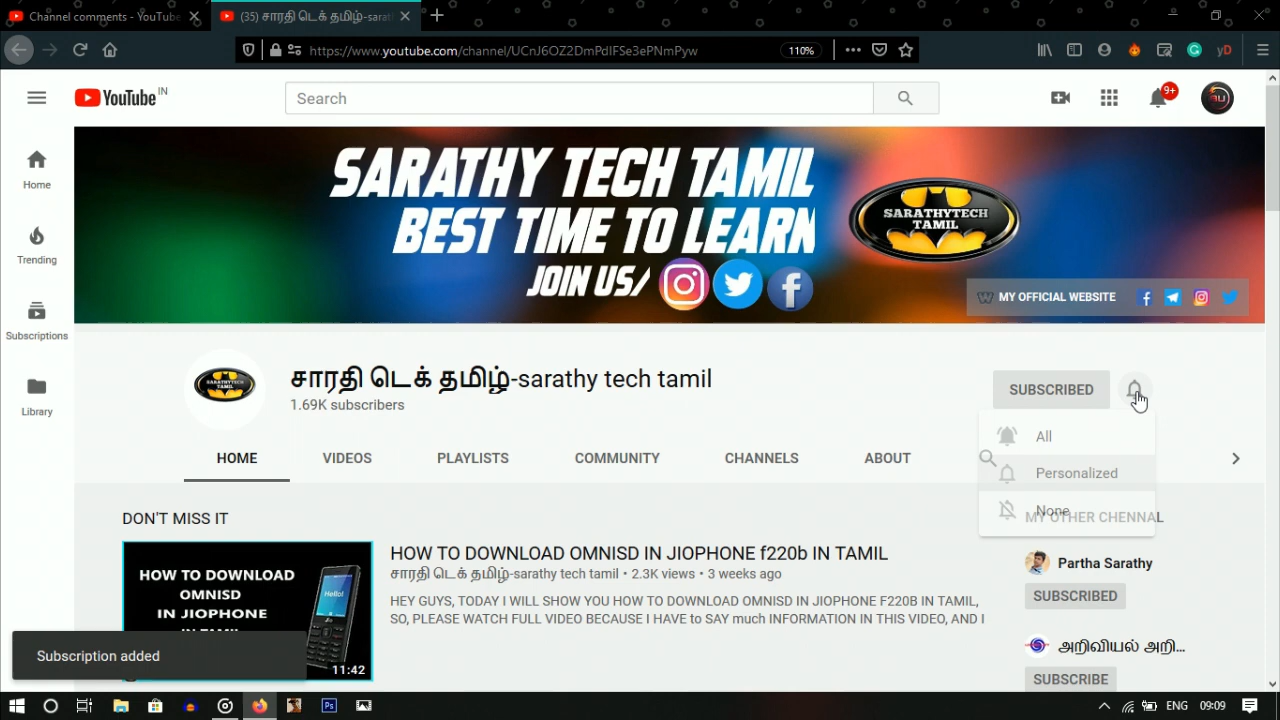 Channel comments - YouTube
(35) சாரதி டெக் தமிழ்-sarat
https://www.youtube.com/channel/UCnJ6OZ2DmPdIFSe3ePNmPyw
110%
YouTube IN
Search
9+
Home
Trending
Subscriptions
Library
SARATHY TECH TAMIL
BEST TIME TO LEARN
JOIN US/
SARATHYTECH
TAMIL
MY OFFICIAL WEBSITE
SARATHYTECH
TAMIL
சாரதி டெக் தமிழ்-sarathy tech tamil
1.69K subscribers
SUBSCRIBED
All
Personalized
None
HOME VIDEOS PLAYLISTS COMMUNITY CHANNELS ABOUT
DON'T MISS IT
HOW TO DOWNLOAD
OMNISD
IN JIOPHONE
Hello!
11:42
HOW TO DOWNLOAD OMNISD IN JIOPHONE f220b IN TAMIL
சாரதி டெக் தமிழ்-sarathy tech tamil • 2.3K views • 3 weeks ago
HEY GUYS, TODAY I WILL SHOW YOU HOW TO DOWNLOAD OMNISD IN JIOPHONE F220B IN TAMIL,
SO, PLEASE WATCH FULL VIDEO BECAUSE I HAVE to SAY much INFORMATION IN THIS VIDEO, AND I
MY OTHER CHENNAL
Partha Sarathy
SUBSCRIBED
அறிவியல் அறி...
SUBSCRIBE
Subscription added
ENG 09:09